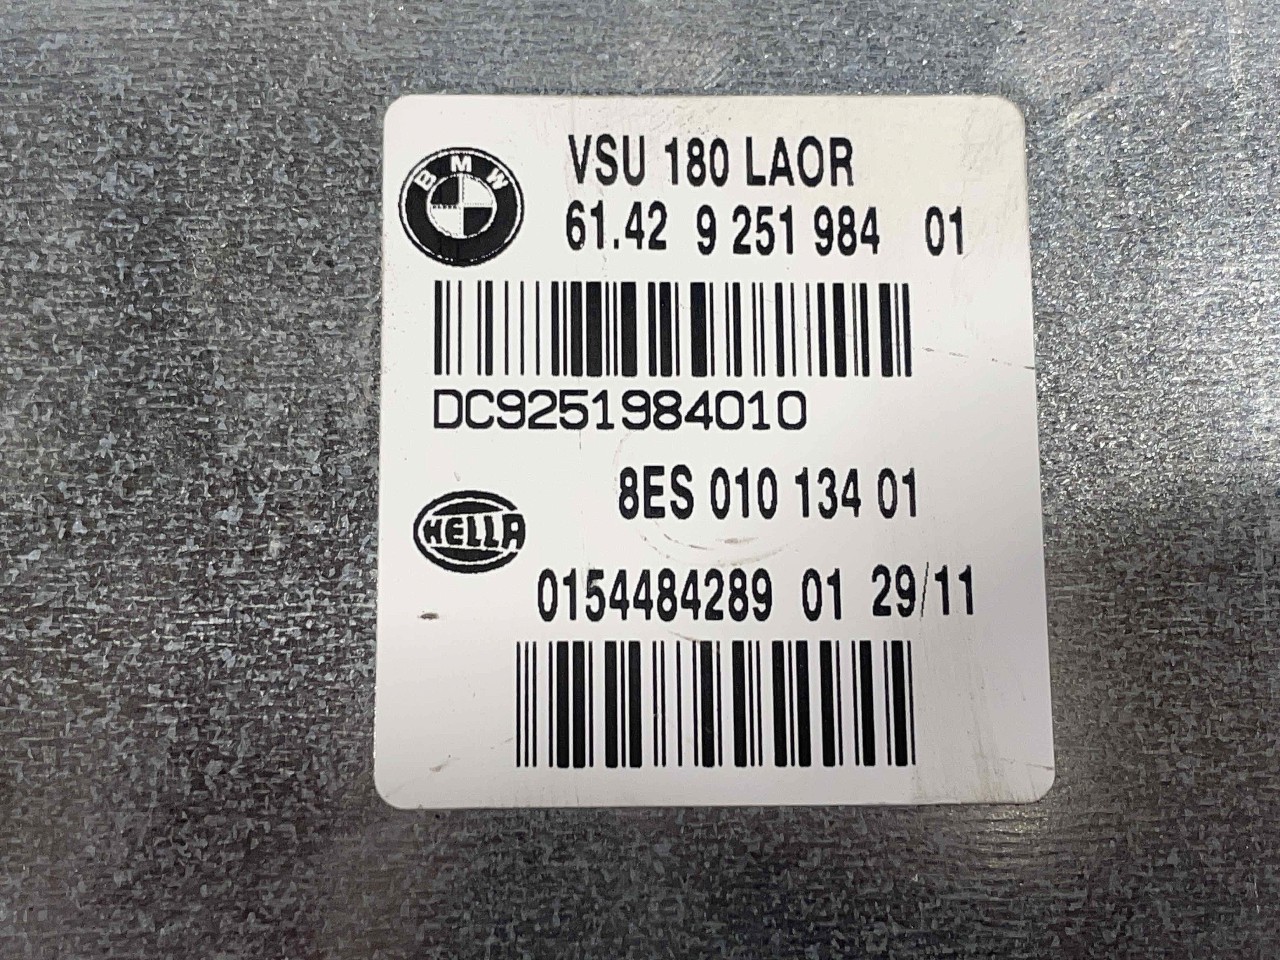 BMW
VSU 180 LAOR
61.42 9 251 984 01
DC9251984010
8ES 010 134 01
HELLA
0154484289 01 29/11